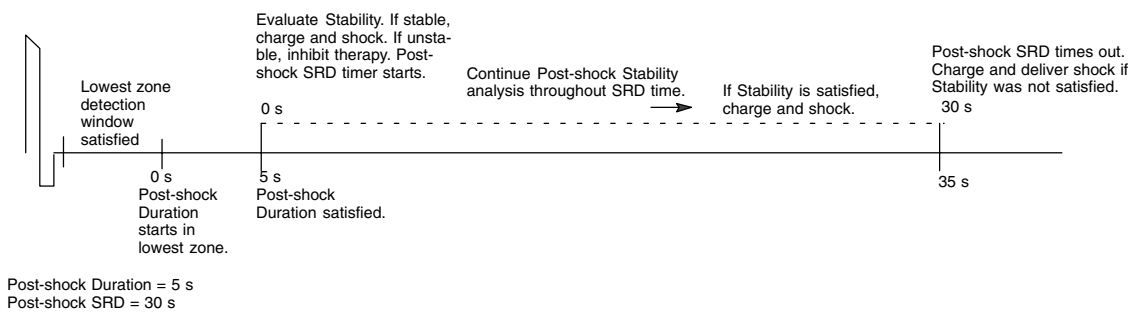 Evaluate Stability. If stable,
charge and shock. If unsta-
ble, inhibit therapy. Post-
shock SRD timer starts.
Post-shock SRD times out.
Charge and deliver shock if
Stability was not satisfied.
Continue Post-shock Stability
analysis throughout SRD time.
If Stability is satisfied,
charge and shock.
Lowest zone
detection
window
satisfied
0 s
30 s
0 s
Post-shock
Duration
starts in
lowest zone.
5 s
Post-shock
Duration satisfied.
35 s
Post-shock Duration = 5 s
Post-shock SRD = 30 s